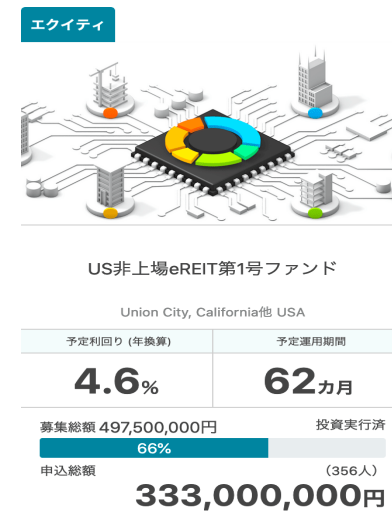 エクイティ
US非上場eREIT第1号ファンド
Union City, California他 USA
予定利回り (年換算)
予定運用期間
4.6%
62カ月
募集総額 497,500,000円
投資実行済
66%
申込総額
(356人)
333,000,000円